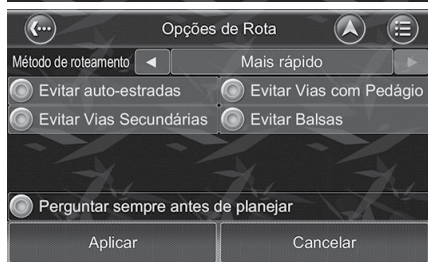 Opções de Rota
Método de roteamento Mais rápido
Evitar auto-estradas Evitar Vias com Pedágio
Evitar Vias Secundárias Evitar Balsas
Perguntar sempre antes de planejar
Aplicar Cancelar